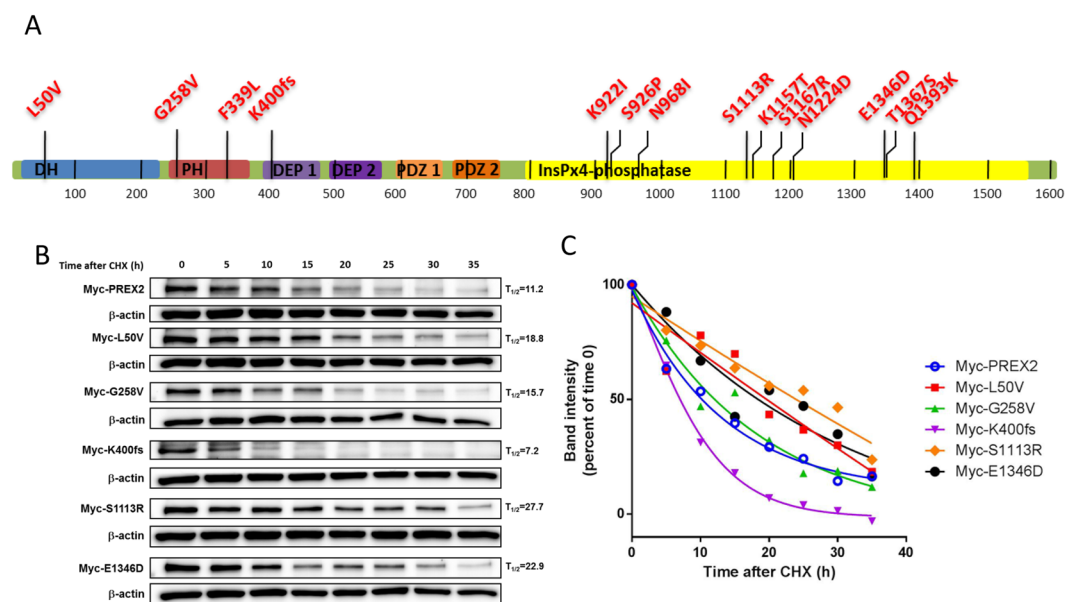 A
L50V
G258V
F339L
K400fs
K922I
S926P
N968I
S1113R
K1157T
S1167R
N1224D
E1346D
T1367S
Q1393K
DH
PH
DEP 1
DEP 2
PDZ 1
PDZ 2
InsPx4-phosphatase
100 200 300 400 500 600 700 800 900 1000 1100 1200 1300 1400 1500 1600
B
Time after CHX (h) 0 5 10 15 20 25 30 35
Myc-PREX2 T1/2=11.2
β-actin
Myc-L50V T1/2=18.8
β-actin
Myc-G258V T1/2=15.7
β-actin
Myc-K400fs T1/2=7.2
β-actin
Myc-S1113R T1/2=27.7
β-actin
Myc-E1346D T1/2=22.9
β-actin
C
Band intensity
(percent of time 0)
100
50
0
0 10 20 30 40
Time after CHX (h)
Myc-PREX2
Myc-L50V
Myc-G258V
Myc-K400fs
Myc-S1113R
Myc-E1346D